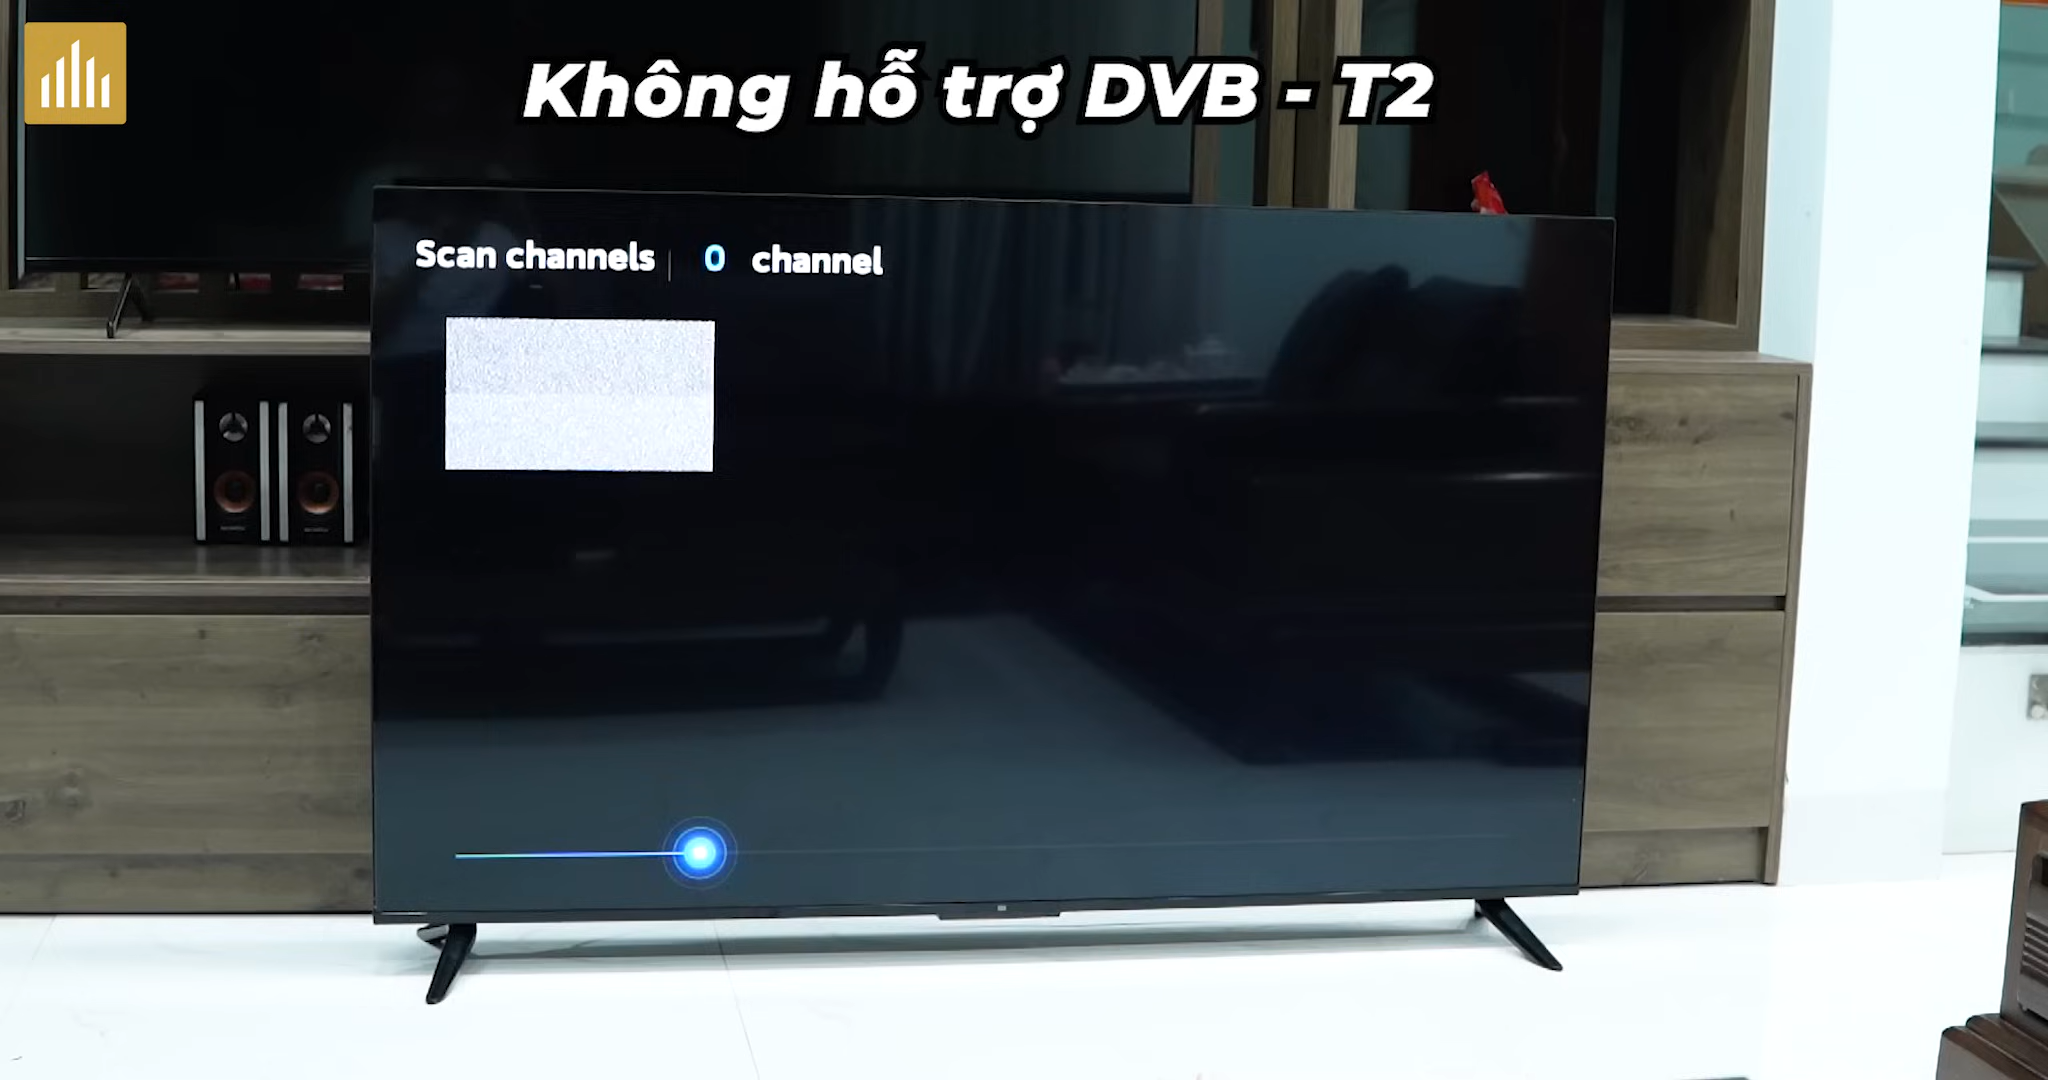 Không hỗ trợ DVB - T2
Scan channels | 0 channel